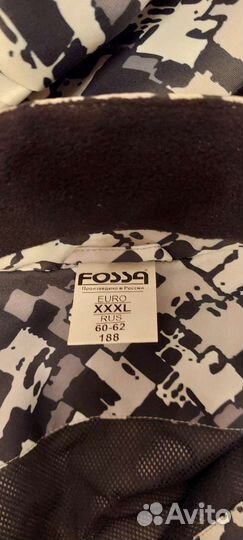 FOSSA
Произведено в России
EURO
XXXL
RUS
60-62
188
Avito